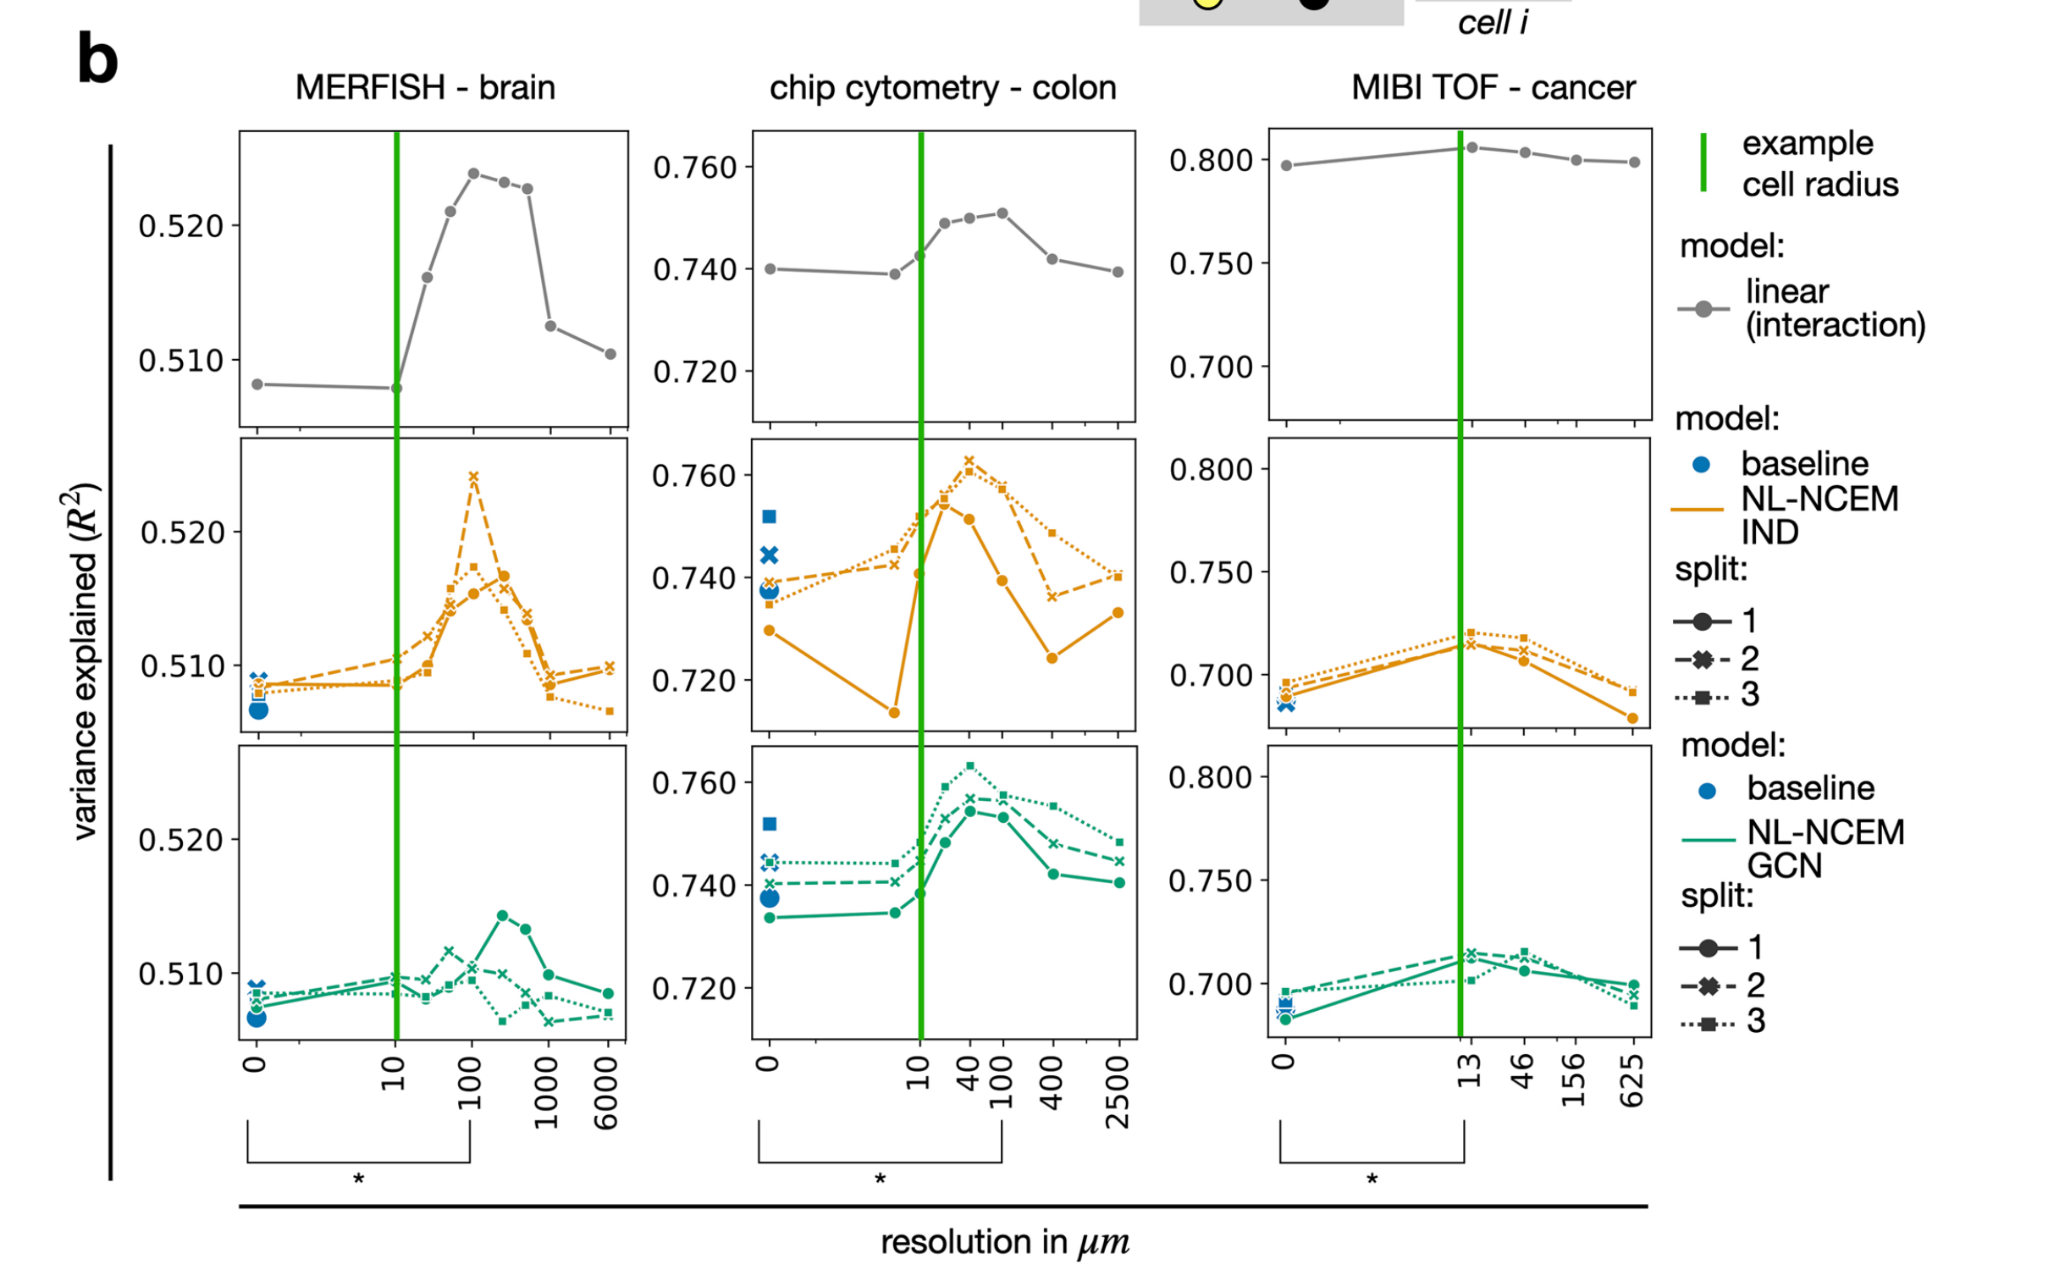 cell i
b
MERFISH - brain
chip cytometry - colon
MIBI TOF - cancer
variance explained (R²)
0.520
0.510
0.760
0.740
0.720
0.800
0.750
0.700
0.520
0.510
0.760
0.740
0.720
0.800
0.750
0.700
0.520
0.510
0.760
0.740
0.720
0.800
0.750
0.700
0 10 100 1000 6000
0 10 40 100 400 2500
0 13 46 156 625
*
*
*
resolution in μm
example
cell radius
model:
linear
(interaction)
model:
baseline
NL-NCEM
IND
split:
1
2
3
model:
baseline
NL-NCEM
GCN
split:
1
2
3